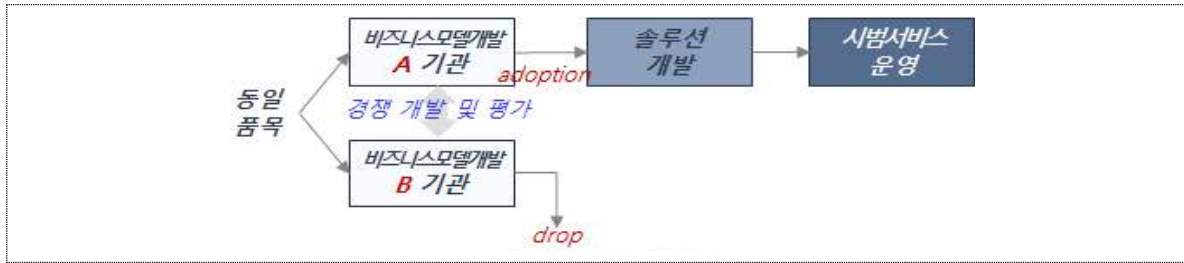 비즈니스모델개발
A 기관
adoption
솔루션
개발
시범서비스
운영
동일
품목
경쟁 개발 및 평가
비즈니스모델개발
B 기관
drop